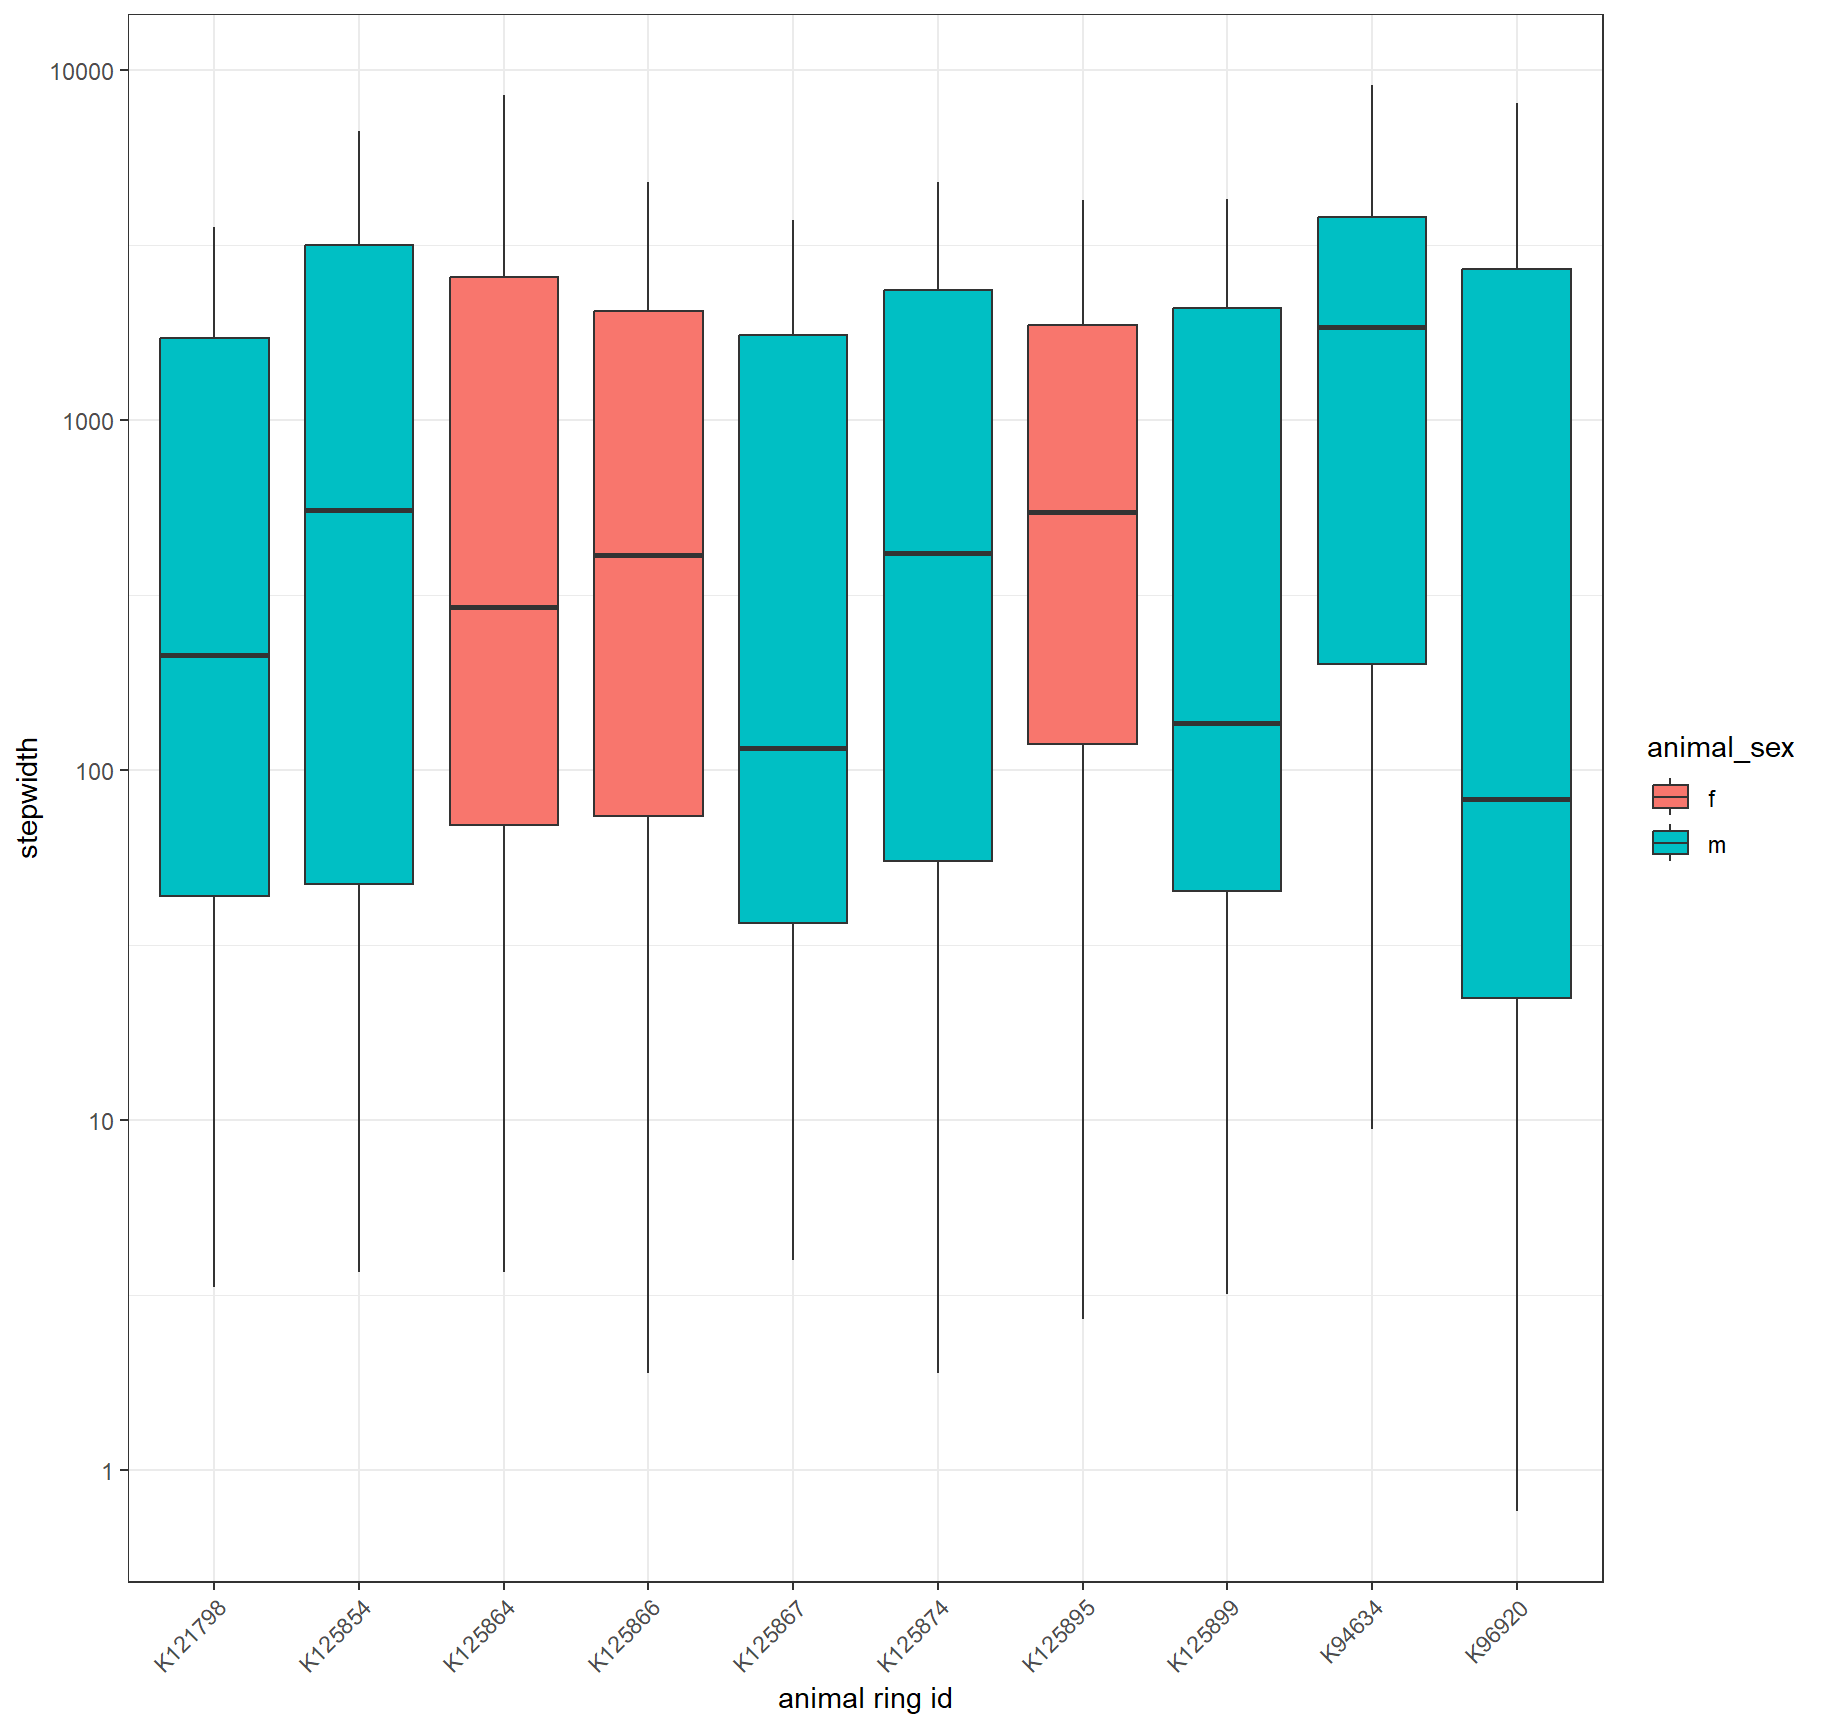 stepwidth
10000
1000
100
10
1
K121798
K125854
K125864
K125866
K125867
K125874
K125895
K125899
K94634
K96920
animal ring id
animal_sex
f
m